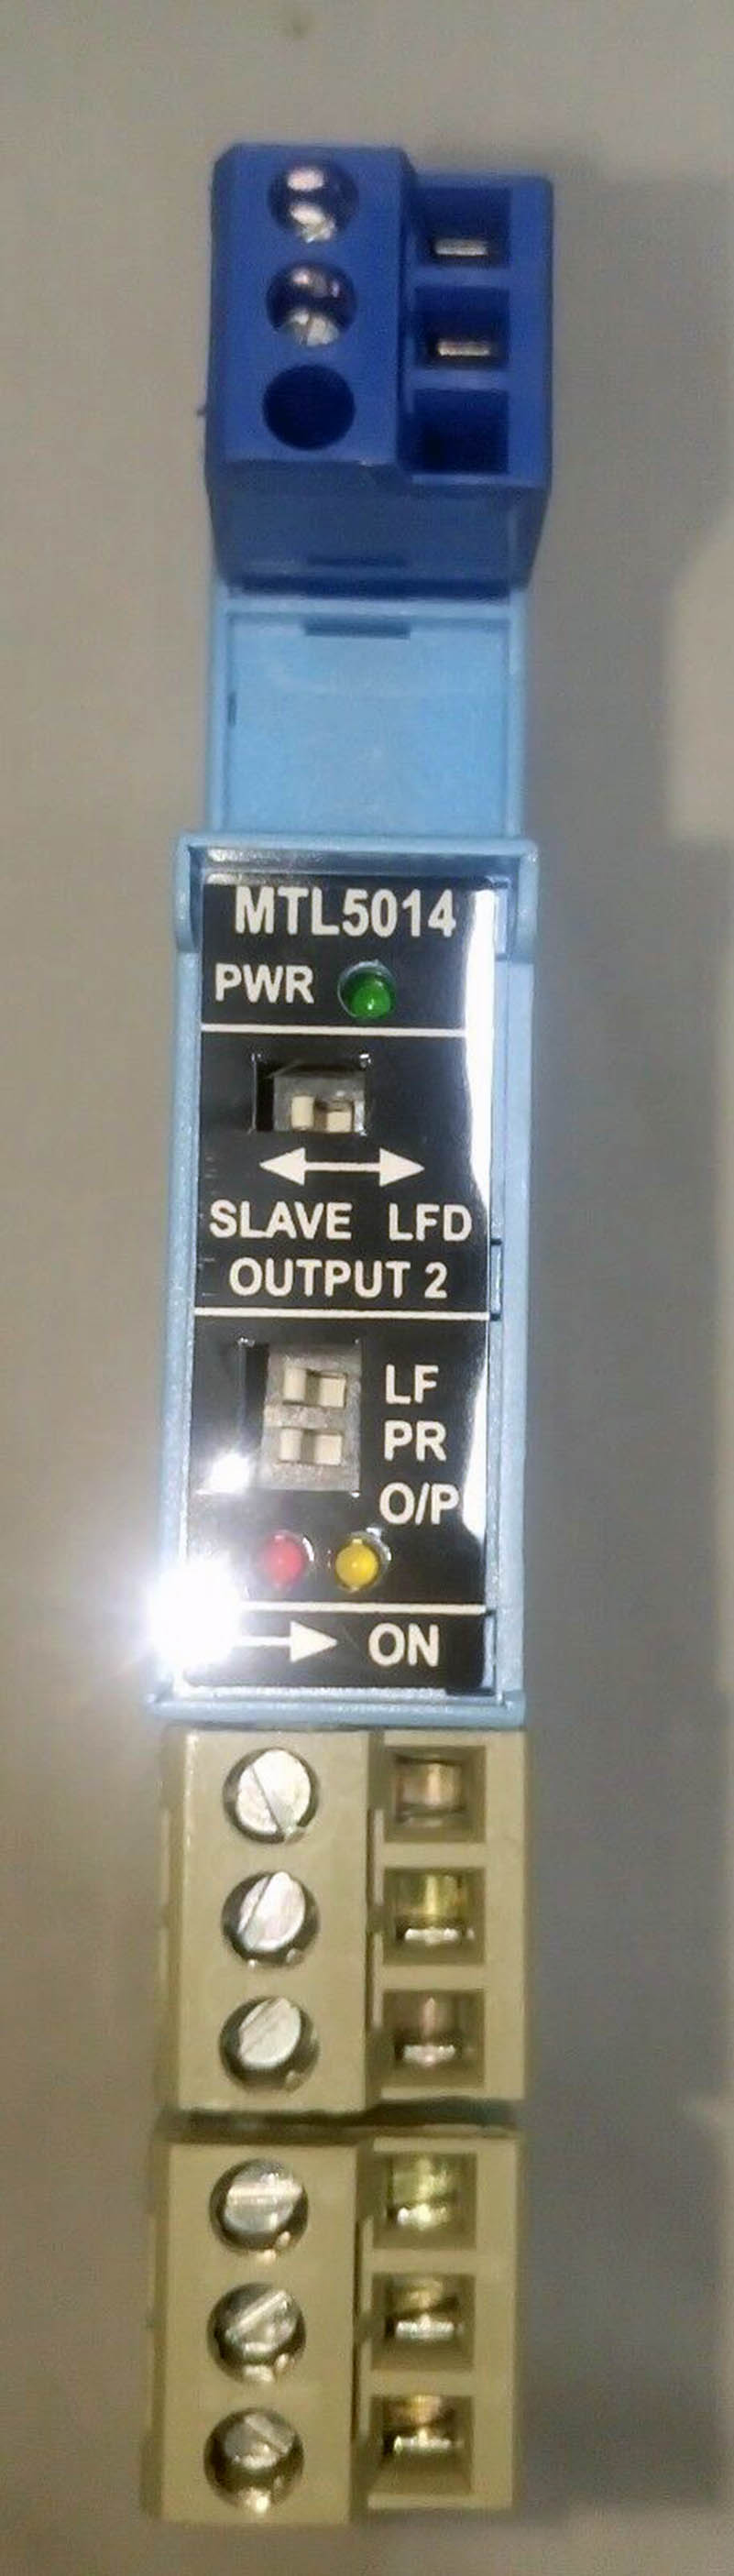 MTL5014
PWR
SLAVE LFD
OUTPUT 2
LF
PR
O/P
ON